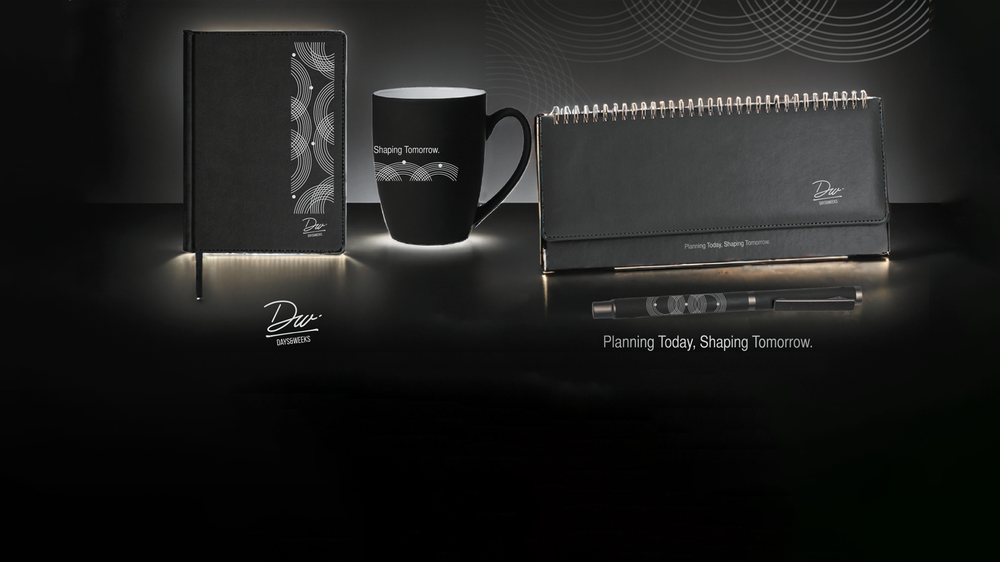 Dw.
DAYS&WEEKS
Shaping Tomorrow.
Dw.
DAYS&WEEKS
Planning Today, Shaping Tomorrow.
Dw.
DAYS&WEEKS
Planning Today, Shaping Tomorrow.